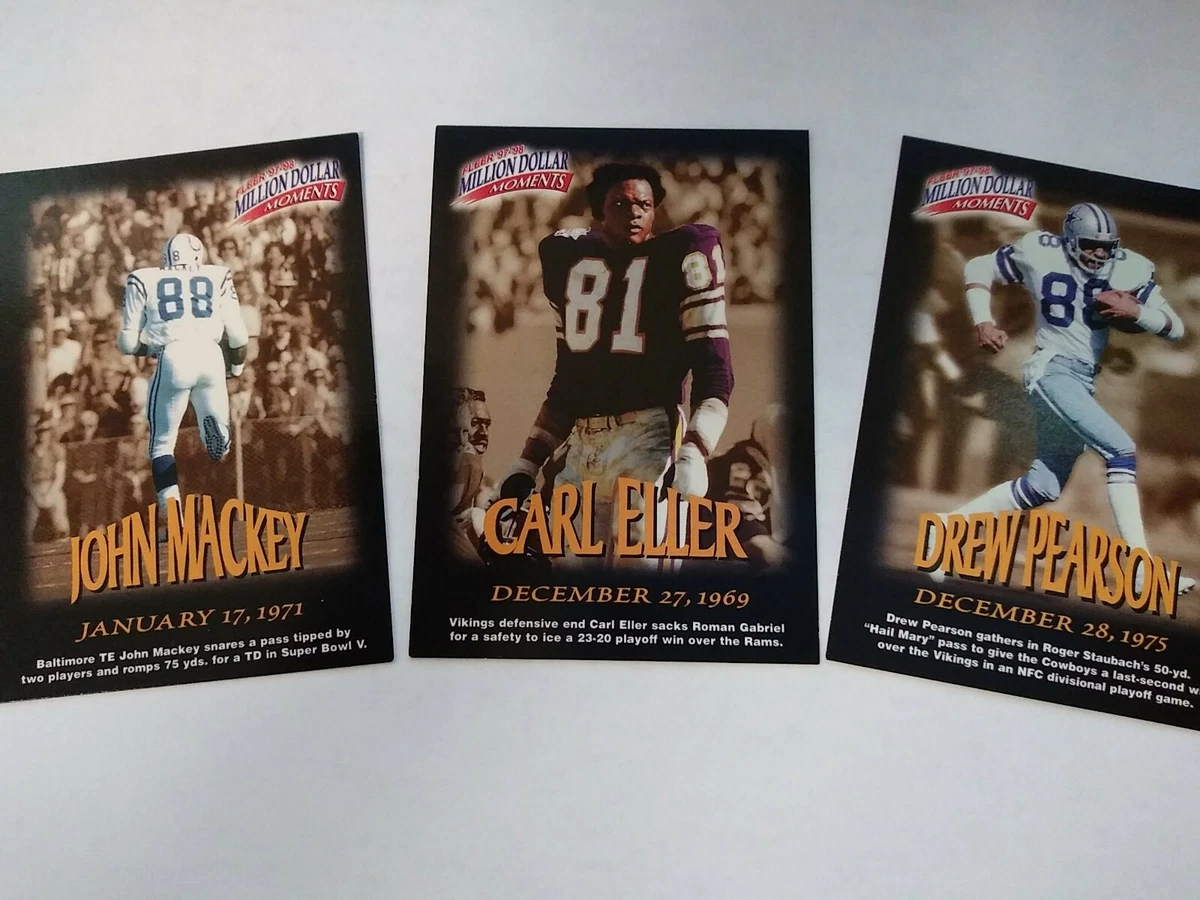 FLEER '97-'98
MILLION DOLLAR
MOMENTS
MACKEY
88
JOHN MACKEY
JANUARY 17, 1971
Baltimore TE John Mackey snares a pass tipped by
two players and romps 75 yds. for a TD in Super Bowl V.
FLEER '97-'98
MILLION DOLLAR
MOMENTS
81
81
CARL ELLER
DECEMBER 27, 1969
Vikings defensive end Carl Eller sacks Roman Gabriel
for a safety to ice a 23-20 playoff win over the Rams.
FLEER '97-'98
MILLION DOLLAR
MOMENTS
88
DREW PEARSON
DECEMBER 28, 1975
Drew Pearson gathers in Roger Staubach's 50-yd.
"Hail Mary" pass to give the Cowboys a last-second
over the Vikings in an NFC divisional playoff game.